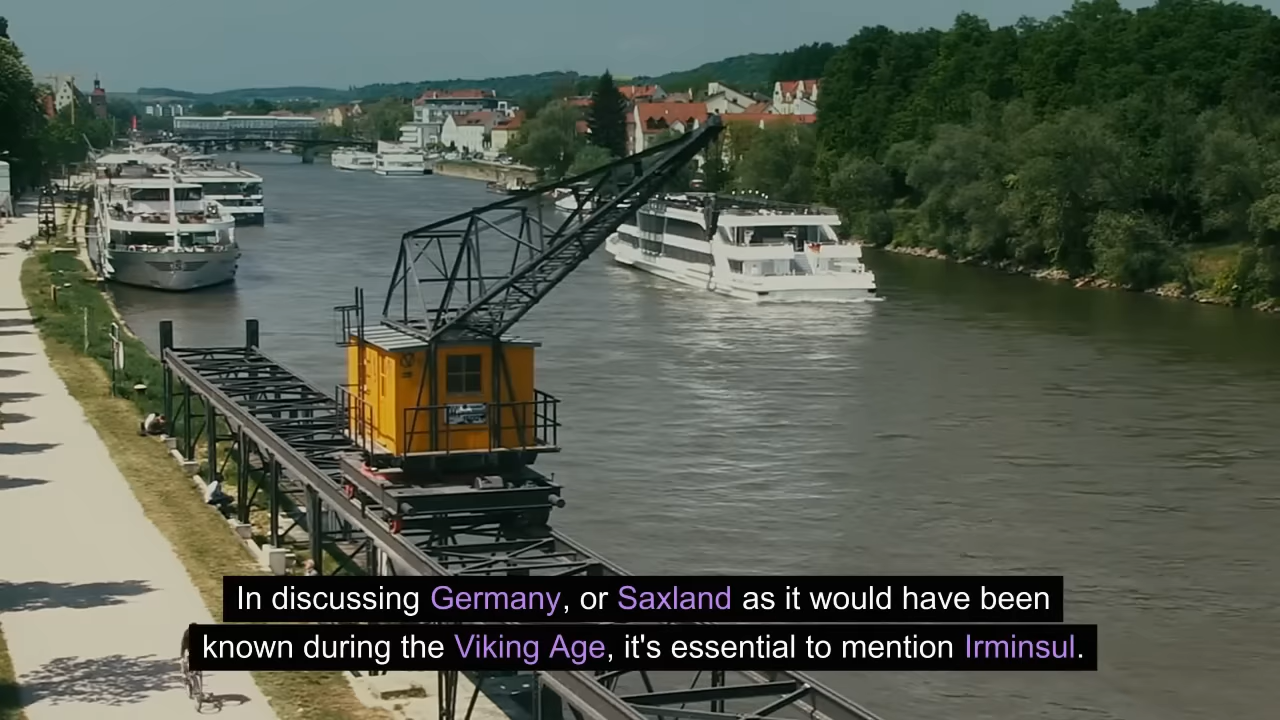 In discussing Germany, or Saxland as it would have been
known during the Viking Age, it's essential to mention Irminsul.